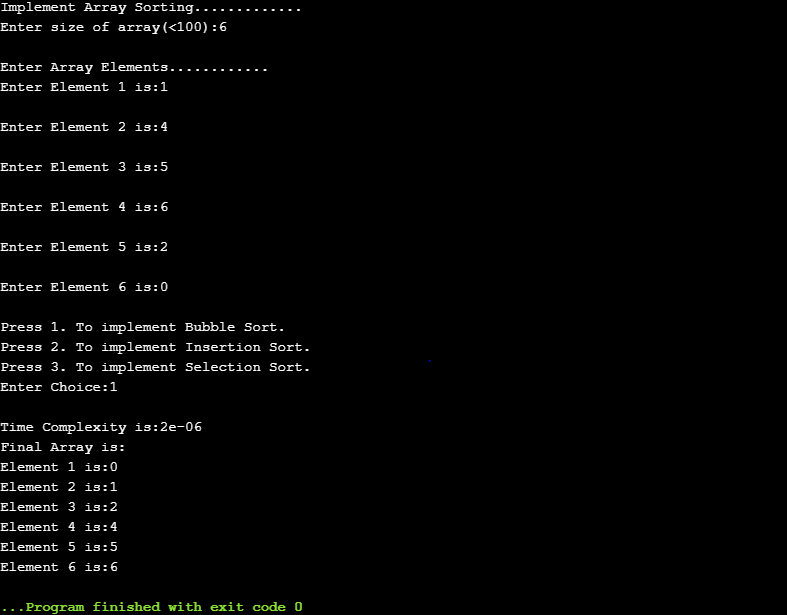 Implement Array Sorting.............
Enter size of array(<100):6
Enter Array Elements............
Enter Element 1 is:1
Enter Element 2 is:4
Enter Element 3 is:5
Enter Element 4 is:6
Enter Element 5 is:2
Enter Element 6 is:0
Press 1. To implement Bubble Sort.
Press 2. To implement Insertion Sort.
Press 3. To implement Selection Sort.
Enter Choice:1
Time Complexity is:2e-06
Final Array is:
Element 1 is:0
Element 2 is:1
Element 3 is:2
Element 4 is:4
Element 5 is:5
Element 6 is:6
...Program finished with exit code 0